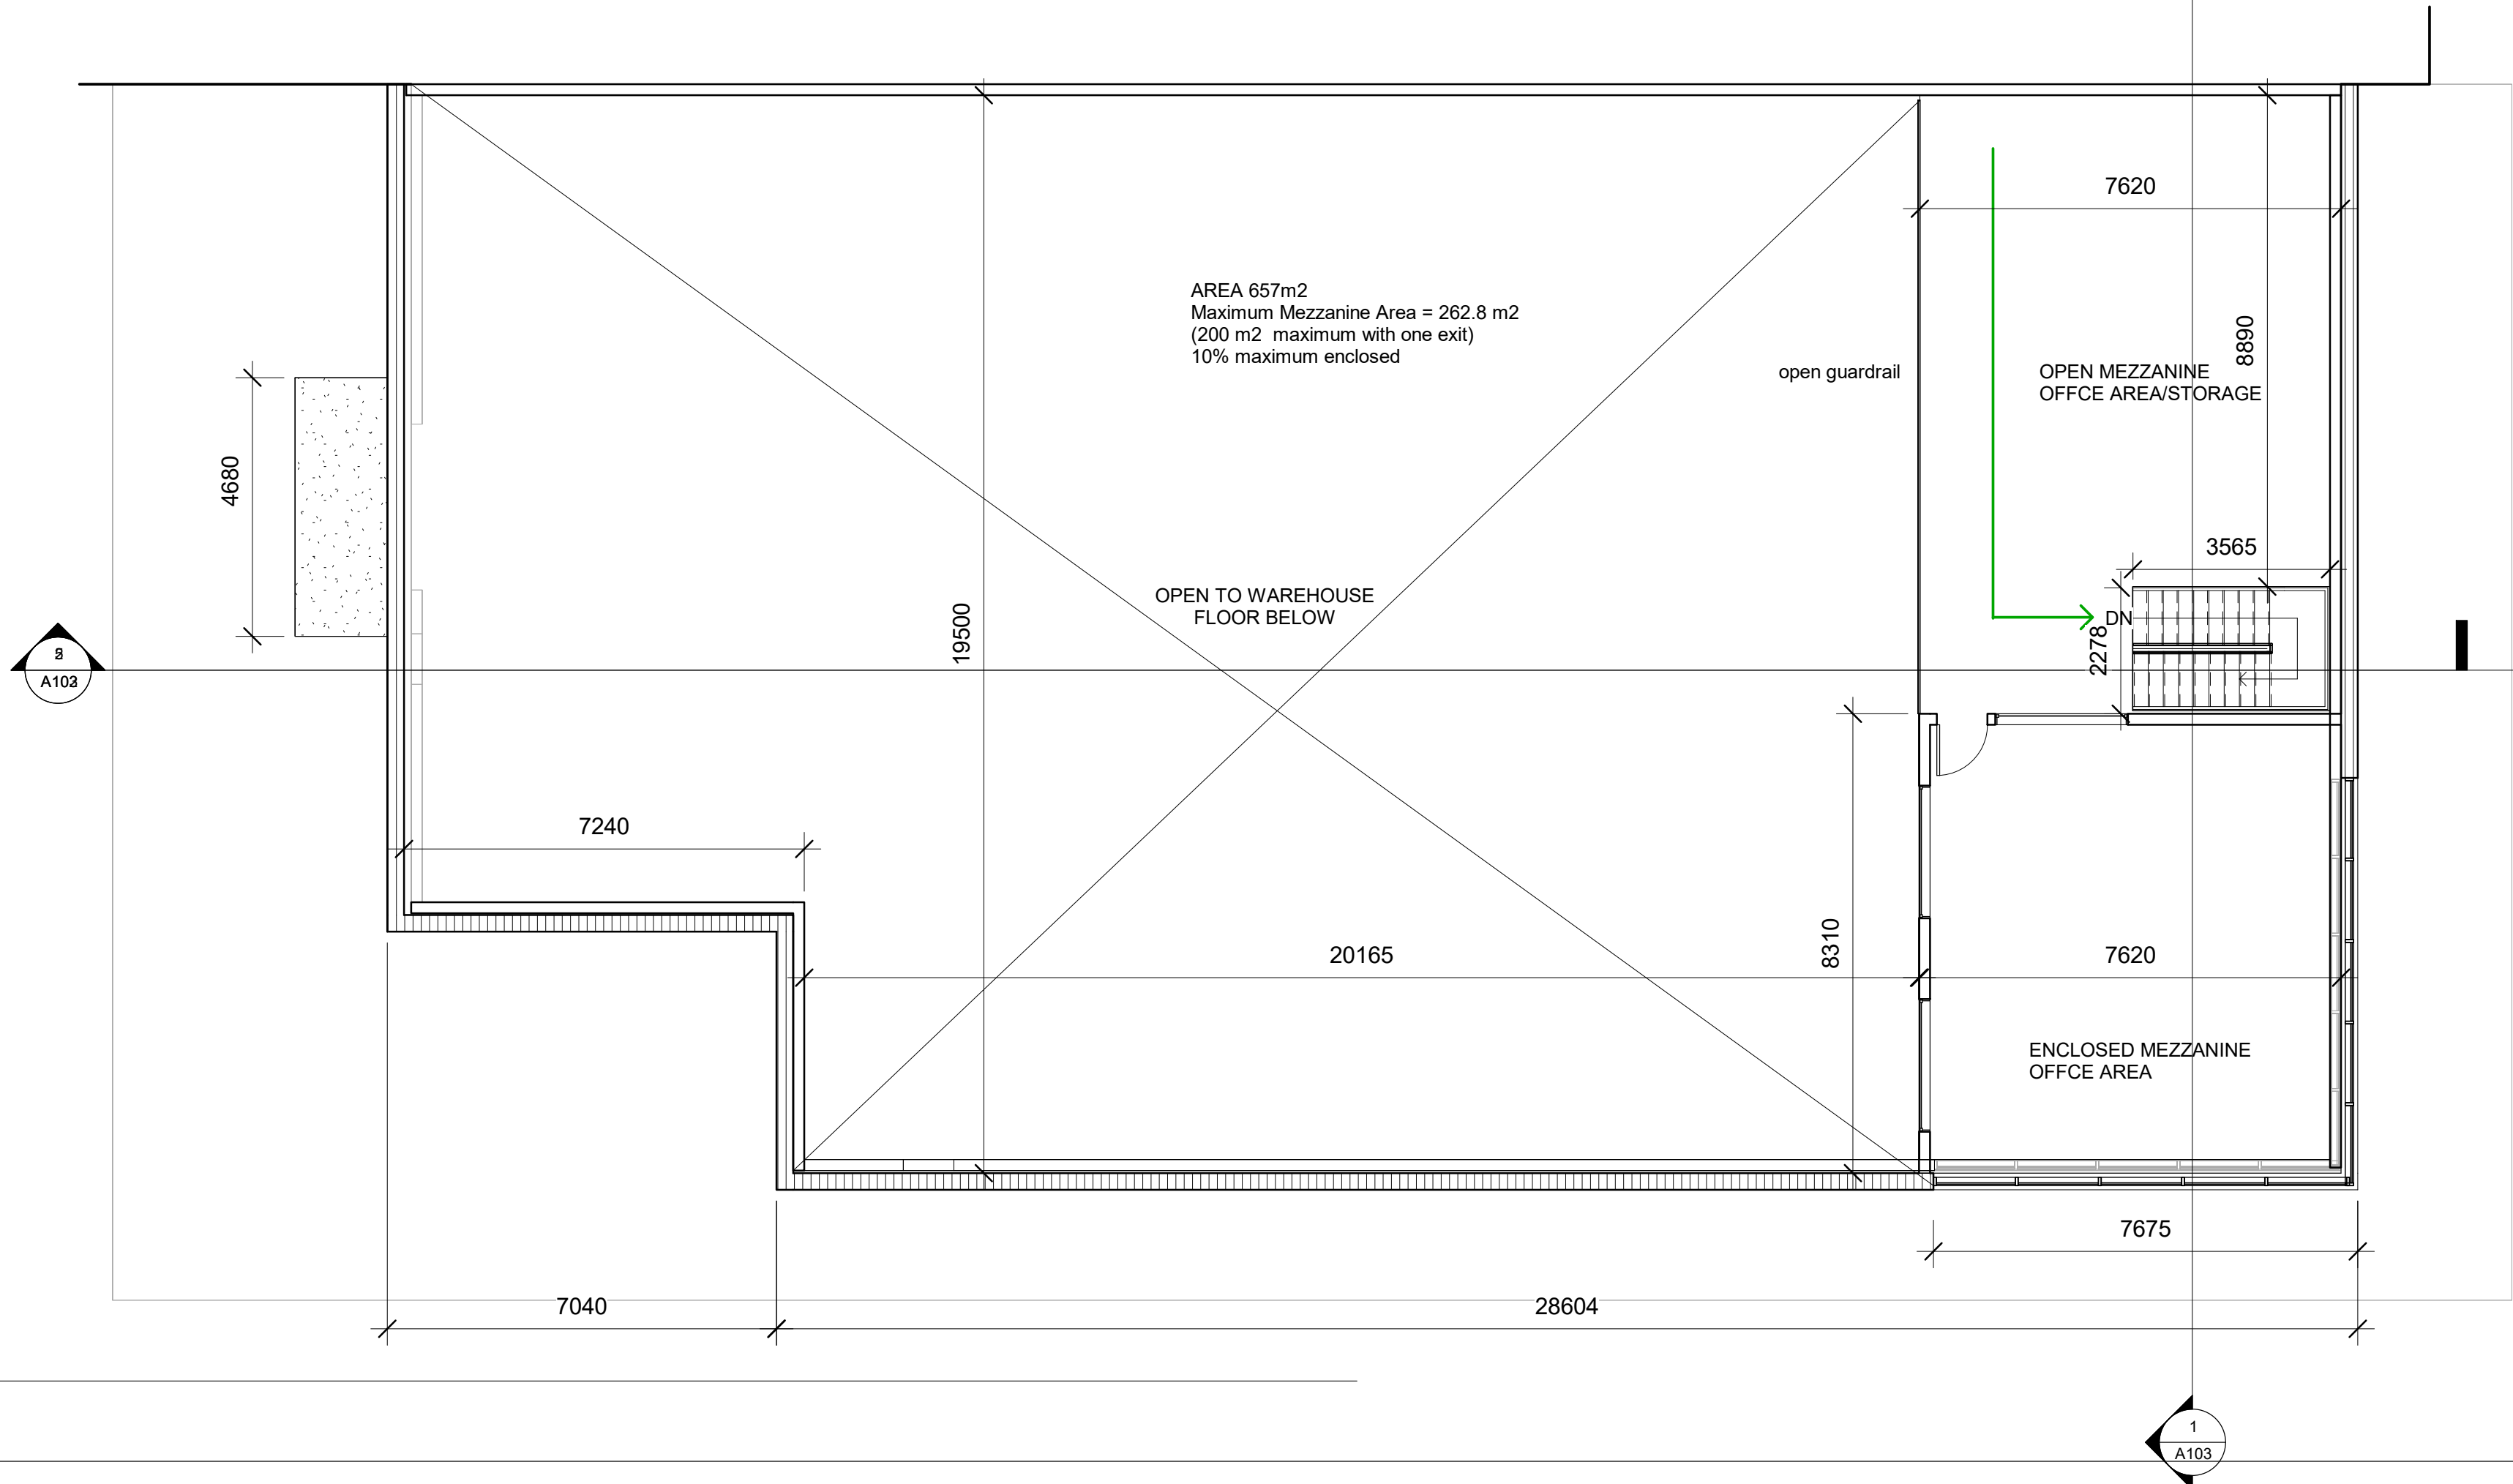 7620
AREA 657m2
Maximum Mezzanine Area = 262.8 m2
(200 m2 maximum with one exit)
10% maximum enclosed
open guardrail
8890
OPEN MEZZANINE
OFFCE AREA/STORAGE
4680
3565
OPEN TO WAREHOUSE
FLOOR BELOW
19500
DN
2278
A102
7240
8310
20165
7620
ENCLOSED MEZZANINE
OFFCE AREA
7675
7040
28604
1
A103